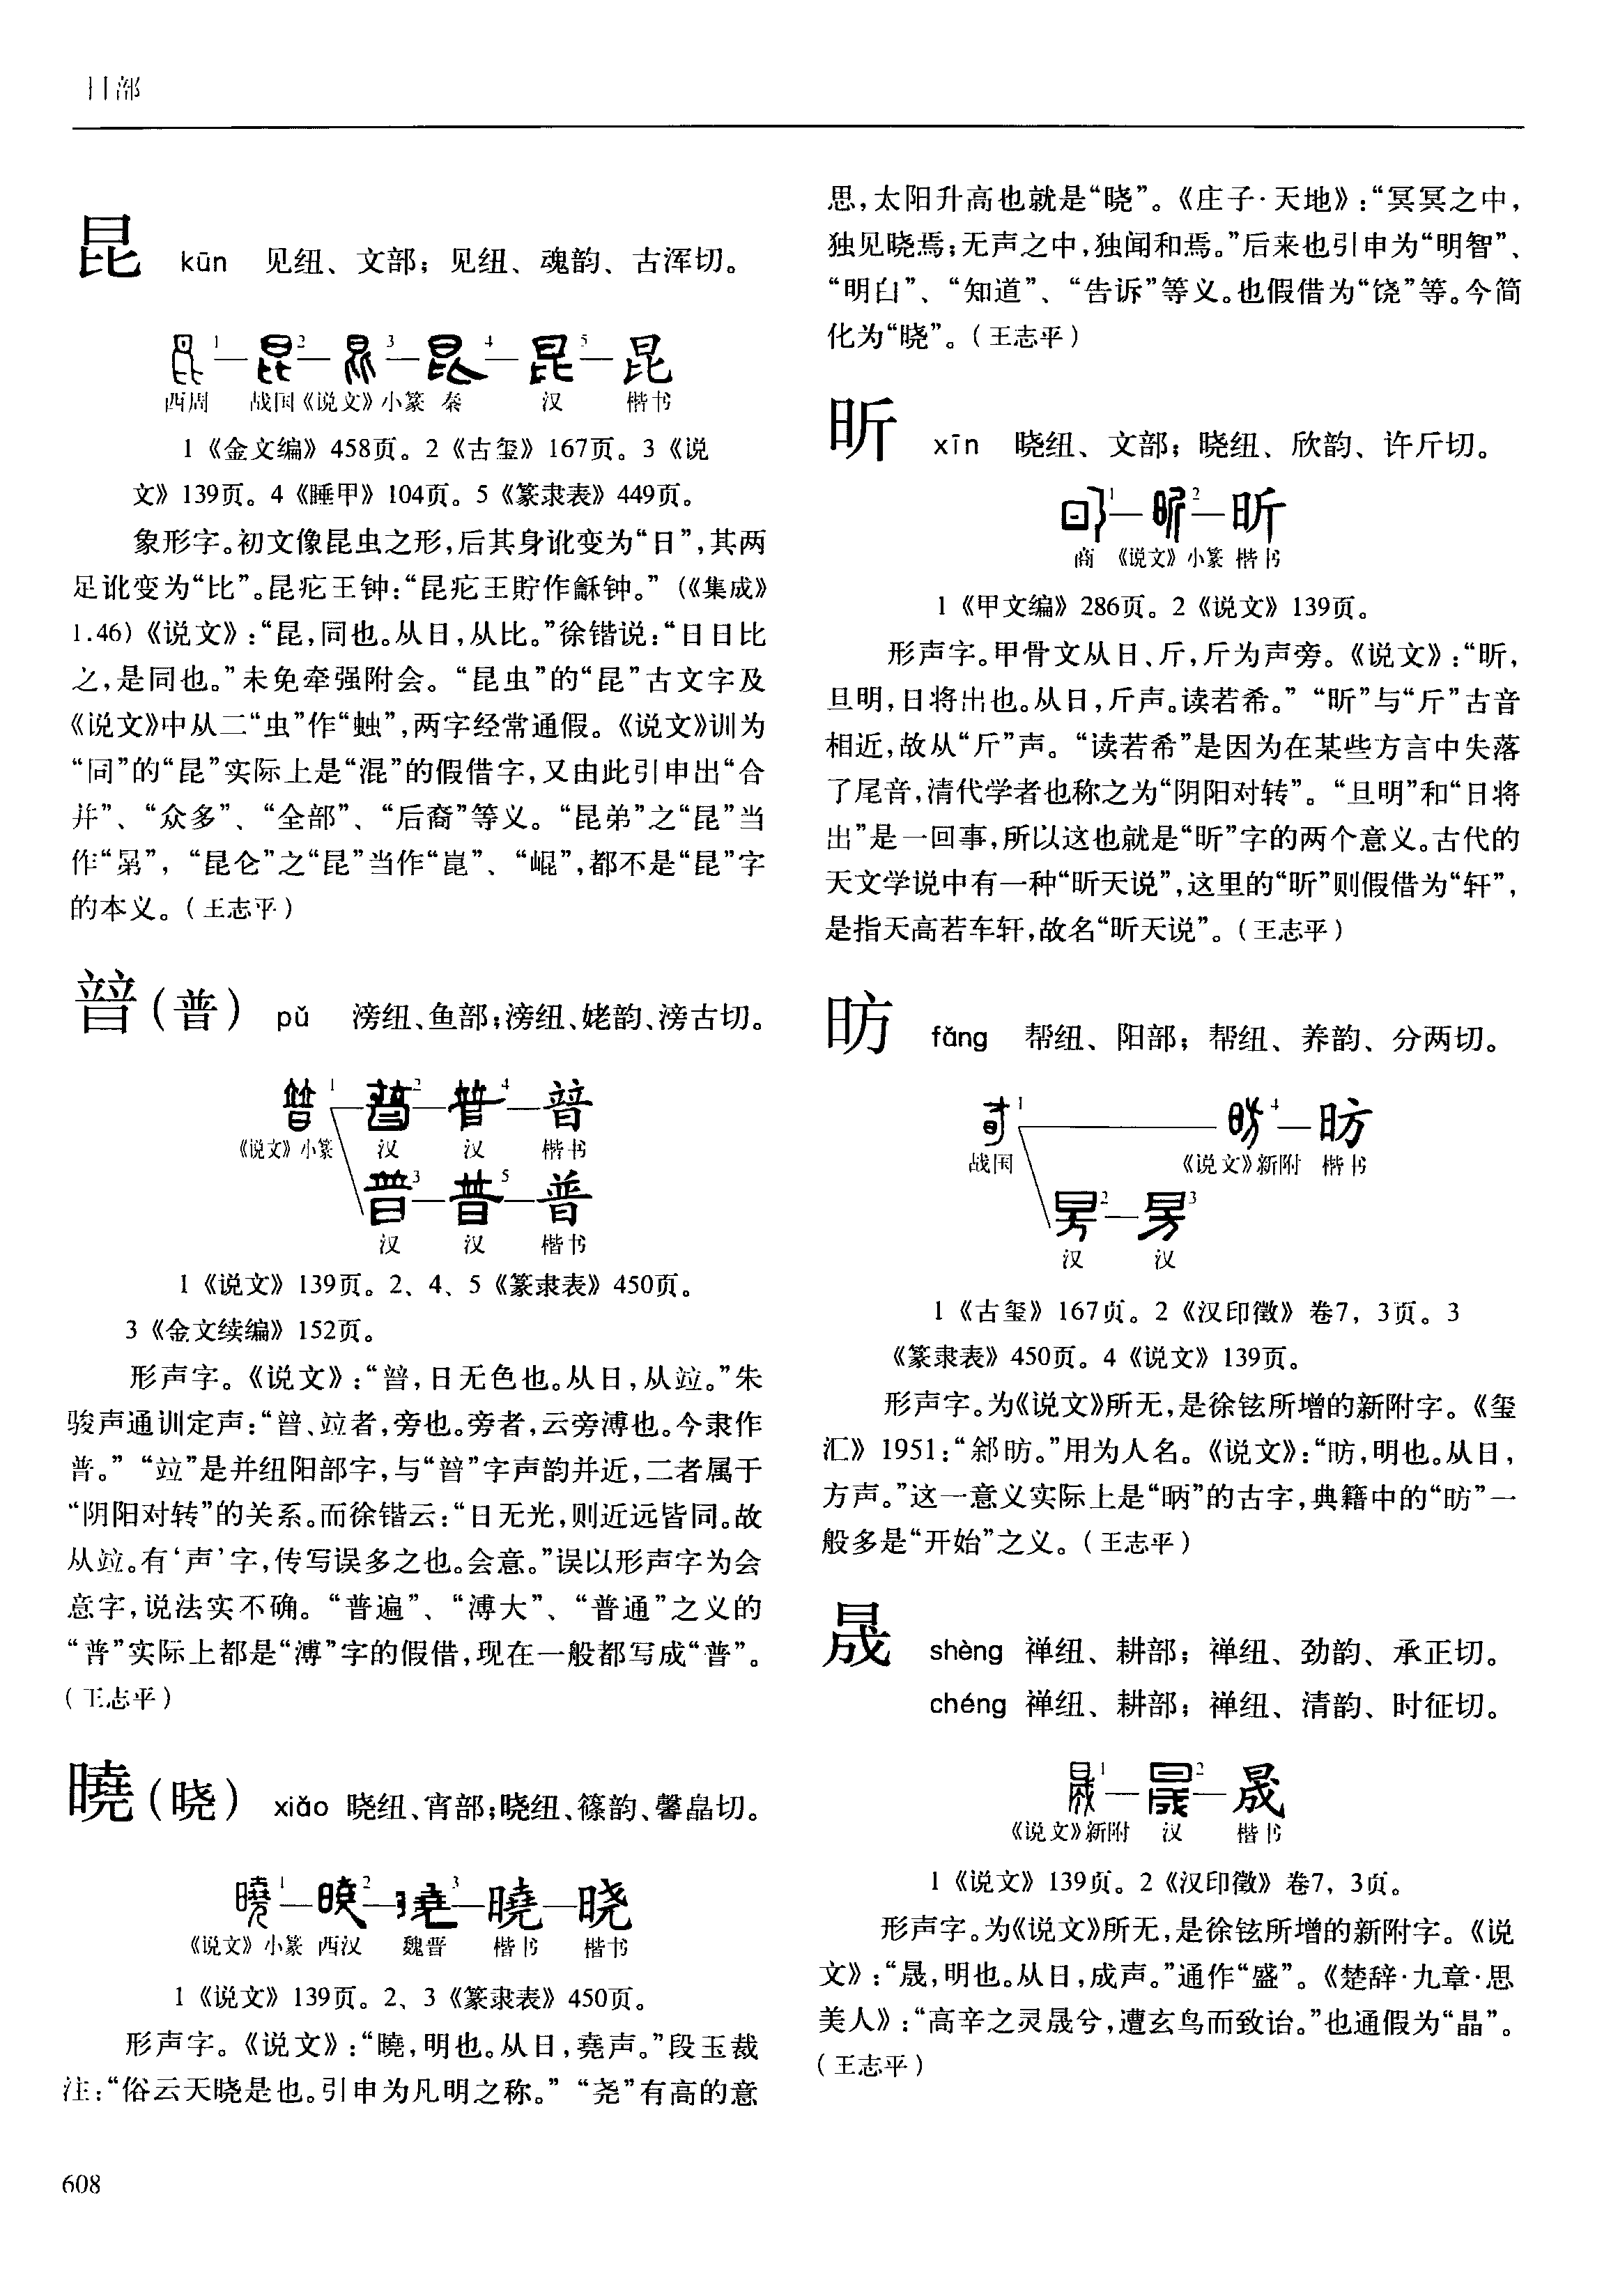 日部
昆 kūn 见纽、文部；见纽、魂韵、古浑切。
1 — 2 — 3 — 4 — 5 — 昆
西周 战国《说文》小篆 秦 汉 楷书
1《金文编》458页。2《古玺》167页。3《说
文》139页。4《睡甲》104页。5《篆隶表》449页。
象形字。初文像昆虫之形，后其身讹变为“日”，其两
足讹变为“比”。昆疕王钟：“昆疕王貯作龢钟。”（《集成》
1.46）《说文》：“昆，同也。从日，从比。”徐锴说：“日日比
之，是同也。”未免牵强附会。“昆虫”的“昆”古文字及
《说文》中从二“虫”作“䖵”，两字经常通假。《说文》训为
“同”的“昆”实际上是“混”的假借字，又由此引申出“合
并”、“众多”、“全部”、“后裔”等义。“昆弟”之“昆”当
作“晜”，“昆仑”之“昆”当作“崑”、“崐”，都不是“昆”字
的本义。（王志平）
暜（普） pǔ 滂纽、鱼部；滂纽、姥韵、滂古切。
1 — 2 — 4 — 暜
《说文》小篆 汉 汉 楷书
3 — 5 — 普
汉 汉 楷书
1《说文》139页。2、4、5《篆隶表》450页。
3《金文续编》152页。
形声字。《说文》：“暜，日无色也。从日，从竝。”朱
骏声通训定声：“暜、竝者，旁也。旁者，云旁溥也。今隶作
普。”“竝”是并纽阳部字，与“暜”字声韵并近，二者属于
“阴阳对转”的关系。而徐锴云：“日无光，则近远皆同。故
从竝。有‘声’字，传写误多之也。会意。”误以形声字为会
意字，说法实不确。“普遍”、“溥大”、“普通”之义的
“普”实际上都是“溥”字的假借，现在一般都写成“普”。
（王志平）
曉（晓） xiǎo 晓纽、宵部；晓纽、篠韵、馨皛切。
1 — 2 — 3 — 曉 — 晓
《说文》小篆 西汉 魏晋 楷书 楷书
1《说文》139页。2、3《篆隶表》450页。
形声字。《说文》：“曉，明也。从日，堯声。”段玉裁
注：“俗云天晓是也。引申为凡明之称。”“尧”有高的意
思，太阳升高也就是“晓”。《庄子·天地》：“冥冥之中，
独见晓焉；无声之中，独闻和焉。”后来也引申为“明智”、
“明白”、“知道”、“告诉”等义。也假借为“饶”等。今简
化为“晓”。（王志平）
昕 xīn 晓纽、文部；晓纽、欣韵、许斤切。
1 — 2 — 昕
商 《说文》小篆 楷书
1《甲文编》286页。2《说文》139页。
形声字。甲骨文从日、斤，斤为声旁。《说文》：“昕，
旦明，日将出也。从日，斤声。读若希。”“昕”与“斤”古音
相近，故从“斤”声。“读若希”是因为在某些方言中失落
了尾音，清代学者也称之为“阴阳对转”。“旦明”和“日将
出”是一回事，所以这也就是“昕”字的两个意义。古代的
天文学说中有一种“昕天说”，这里的“昕”则假借为“轩”，
是指天高若车轩，故名“昕天说”。（王志平）
昉 fǎng 帮纽、阳部；帮纽、养韵、分两切。
1 — 4 — 昉
战国 《说文》新附 楷书
2 — 3
汉 汉
1《古玺》167页。2《汉印徵》卷7，3页。3
《篆隶表》450页。4《说文》139页。
形声字。为《说文》所无，是徐铉所增的新附字。《玺
汇》1951：“郐昉。”用为人名。《说文》：“昉，明也。从日，
方声。”这一意义实际上是“昞”的古字，典籍中的“昉”一
般多是“开始”之义。（王志平）
晟 shèng 禅纽、耕部；禅纽、劲韵、承正切。
chéng 禅纽、耕部；禅纽、清韵、时征切。
1 — 2 — 晟
《说文》新附 汉 楷书
1《说文》139页。2《汉印徵》卷7，3页。
形声字。为《说文》所无，是徐铉所增的新附字。《说
文》：“晟，明也。从日，成声。”通作“盛”。《楚辞·九章·思
美人》：“高辛之灵晟兮，遭玄鸟而致诒。”也通假为“晶”。
（王志平）
608